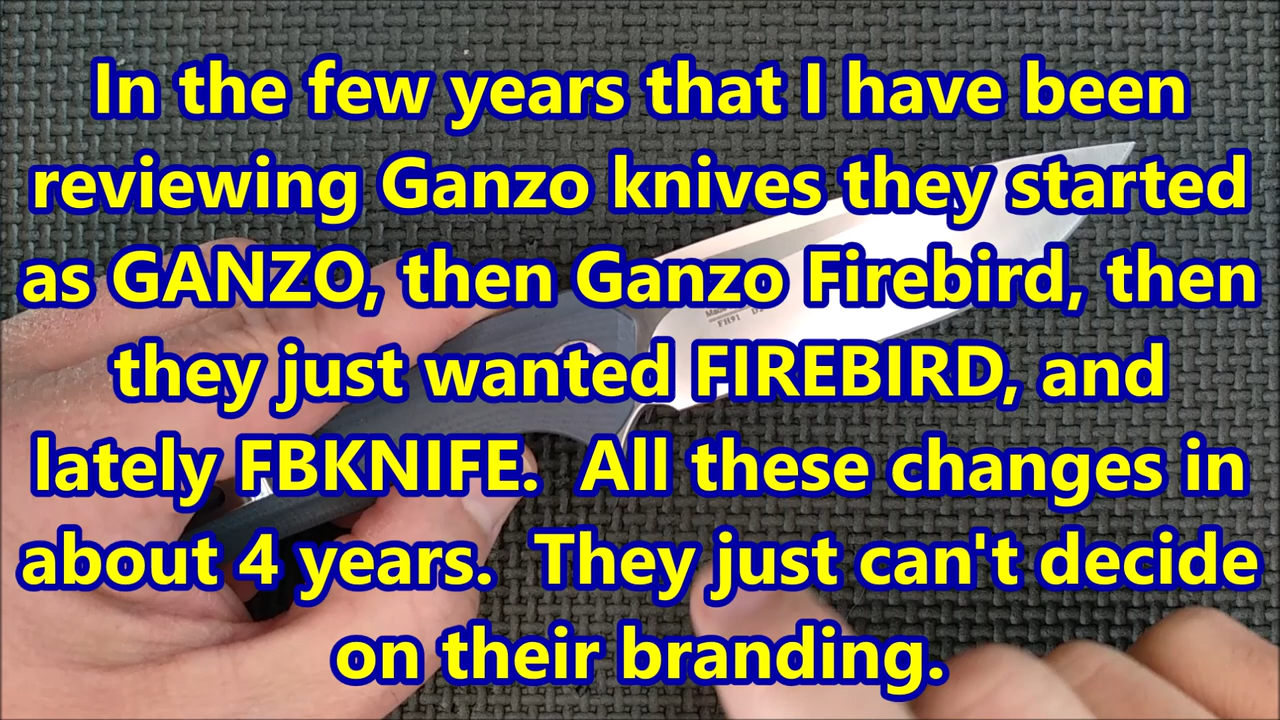 In the few years that I have been
reviewing Ganzo knives they started
as GANZO, then Ganzo Firebird, then
they just wanted FIREBIRD, and
lately FBKNIFE.  All these changes in
about 4 years.  They just can't decide
on their branding.
FH91